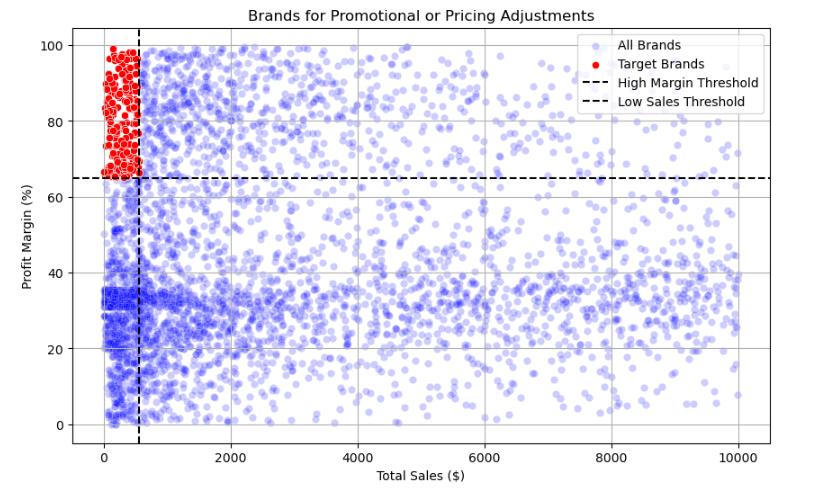 Brands for Promotional or Pricing Adjustments
All Brands
Target Brands
High Margin Threshold
Low Sales Threshold
Profit Margin (%)
100
80
60
40
20
0
0 2000 4000 6000 8000 10000
Total Sales ($)